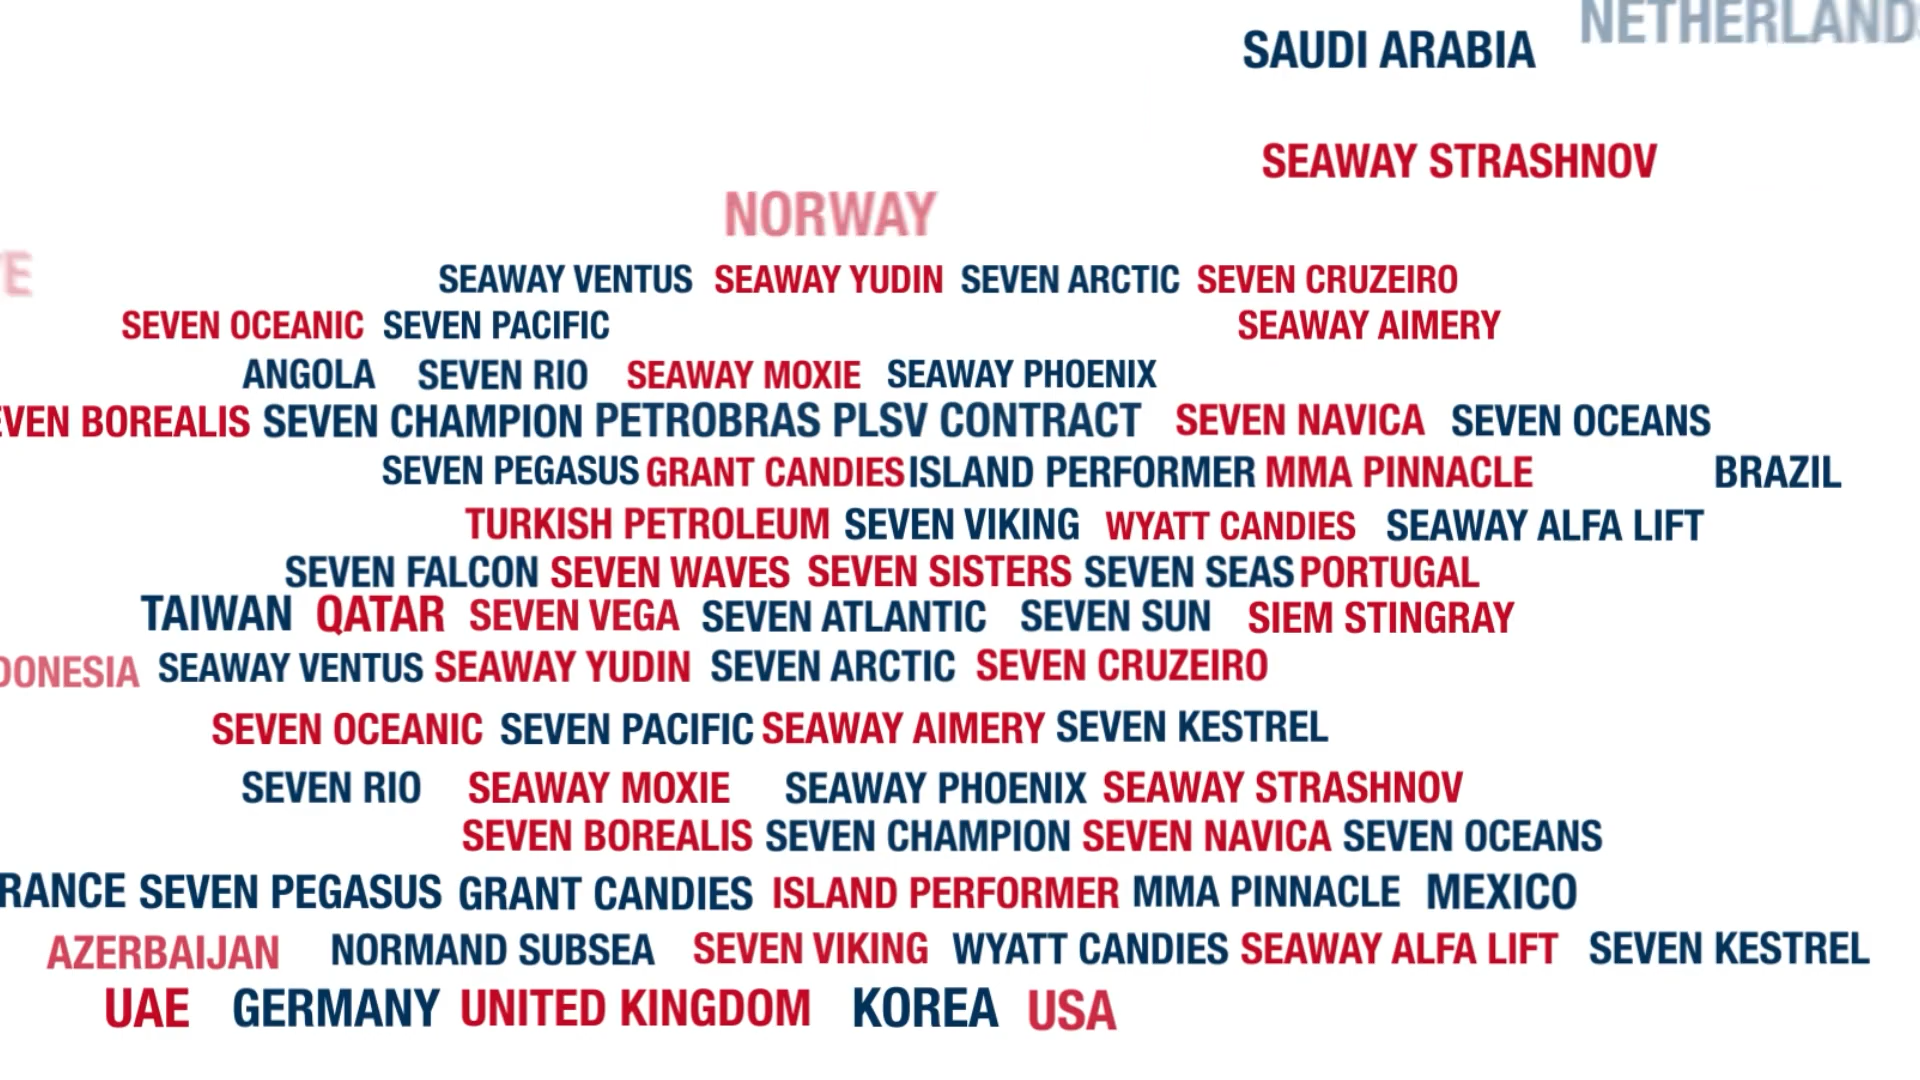 NETHERLANDS
SAUDI ARABIA
SEAWAY STRASHNOV
NORWAY
SEAWAY VENTUS SEAWAY YUDIN SEVEN ARCTIC SEVEN CRUZEIRO
SEVEN OCEANIC SEVEN PACIFIC SEAWAY AIMERY
ANGOLA SEVEN RIO SEAWAY MOXIE SEAWAY PHOENIX
EVEN BOREALIS SEVEN CHAMPION PETROBRAS PLSV CONTRACT SEVEN NAVICA SEVEN OCEANS
SEVEN PEGASUS GRANT CANDIES ISLAND PERFORMER MMA PINNACLE BRAZIL
TURKISH PETROLEUM SEVEN VIKING WYATT CANDIES SEAWAY ALFA LIFT
SEVEN FALCON SEVEN WAVES SEVEN SISTERS SEVEN SEAS PORTUGAL
TAIWAN QATAR SEVEN VEGA SEVEN ATLANTIC SEVEN SUN SIEM STINGRAY
DONESIA SEAWAY VENTUS SEAWAY YUDIN SEVEN ARCTIC SEVEN CRUZEIRO
SEVEN OCEANIC SEVEN PACIFIC SEAWAY AIMERY SEVEN KESTREL
SEVEN RIO SEAWAY MOXIE SEAWAY PHOENIX SEAWAY STRASHNOV
SEVEN BOREALIS SEVEN CHAMPION SEVEN NAVICA SEVEN OCEANS
RANCE SEVEN PEGASUS GRANT CANDIES ISLAND PERFORMER MMA PINNACLE MEXICO
AZERBAIJAN NORMAND SUBSEA SEVEN VIKING WYATT CANDIES SEAWAY ALFA LIFT SEVEN KESTREL
UAE GERMANY UNITED KINGDOM KOREA USA